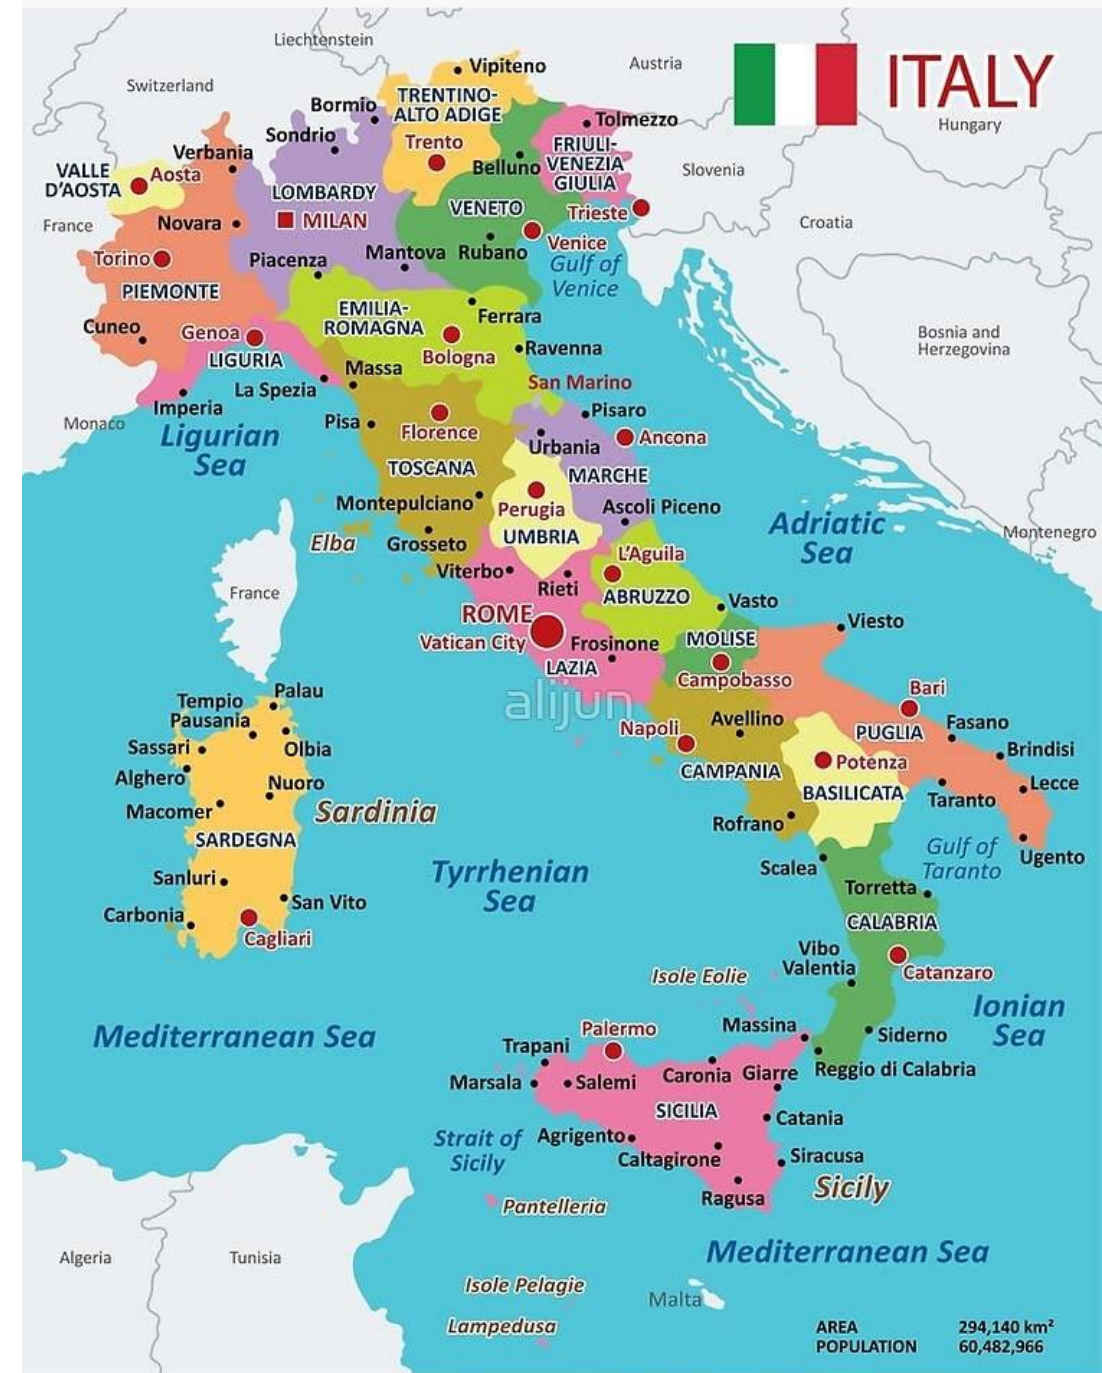 Liechtenstein
Austria
ITALY
Hungary
Switzerland
Vipiteno
TRENTINO-
ALTO ADIGE
Bormio
Sondrio
Trento
Tolmezzo
FRIULI-
VENEZIA
GIULIA
Slovenia
Verbania
Belluno
VALLE
D'AOSTA
Aosta
LOMBARDY
VENETO
Trieste
France
Novara
MILAN
Croatia
Torino
Piacenza
Mantova
Rubano
Venice
Gulf of
Venice
PIEMONTE
EMILIA-
ROMAGNA
Ferrara
Cuneo
Genoa
LIGURIA
Bologna
Ravenna
Bosnia and
Herzegovina
Massa
La Spezia
San Marino
Imperia
Monaco
Pisaro
Pisa
Florence
Ancona
Ligurian
Sea
Urbania
TOSCANA
MARCHE
Montepulciano
Perugia
Ascoli Piceno
Adriatic
Sea
Montenegro
Elba
Grosseto
UMBRIA
L'Aquila
Viterbo
Rieti
France
ABRUZZO
Vasto
ROME
Vatican City
Frosinone
MOLISE
Viesto
LAZIA
Campobasso
alijun
Palau
Tempio
Pausania
Bari
Napoli
Avellino
Fasano
Sassari
Olbia
PUGLIA
Brindisi
Alghero
Nuoro
CAMPANIA
Potenza
Lecce
Macomer
Sardinia
BASILICATA
Taranto
Rofrano
SARDEGNA
Gulf of
Taranto
Ugento
Tyrrhenian
Sea
Scalea
Sanluri
San Vito
Torretta
Carbonia
Cagliari
CALABRIA
Vibo
Valentia
Catanzaro
Isole Eolie
Ionian
Sea
Mediterranean Sea
Palermo
Massina
Siderno
Trapani
Reggio di Calabria
Marsala
Salemi
Caronia
Giarre
SICILIA
Catania
Strait of
Sicily
Agrigento
Caltagirone
Siracusa
Sicily
Ragusa
Pantelleria
Mediterranean Sea
Algeria
Tunisia
Isole Pelagie
Malta
Lampedusa
AREA 294,140 km²
POPULATION 60,482,966